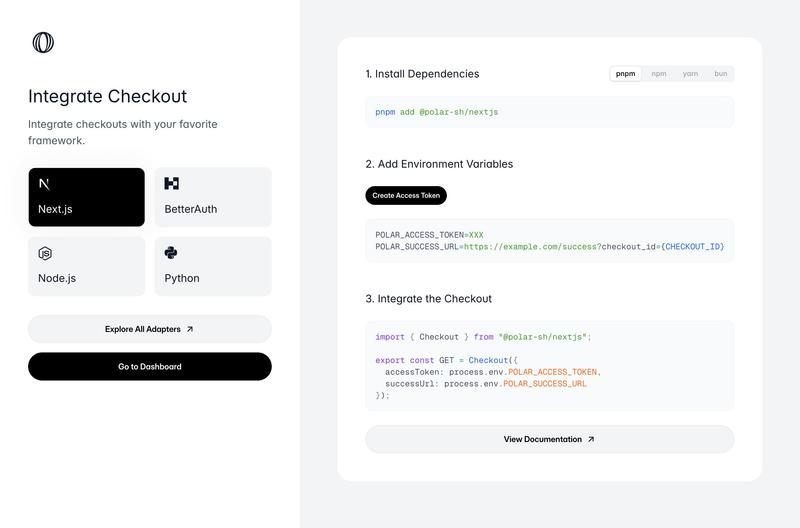 Integrate Checkout
Integrate checkouts with your favorite
framework.
Next.js
BetterAuth
Node.js
Python
Explore All Adapters
Go to Dashboard
1. Install Dependencies
pnpm npm yarn bun
pnpm add @polar-sh/nextjs
2. Add Environment Variables
Create Access Token
POLAR_ACCESS_TOKEN=XXX
POLAR_SUCCESS_URL=https://example.com/success?checkout_id={CHECKOUT_ID}
3. Integrate the Checkout
import { Checkout } from "@polar-sh/nextjs";
export const GET = Checkout({
  accessToken: process.env.POLAR_ACCESS_TOKEN,
  successUrl: process.env.POLAR_SUCCESS_URL
});
View Documentation